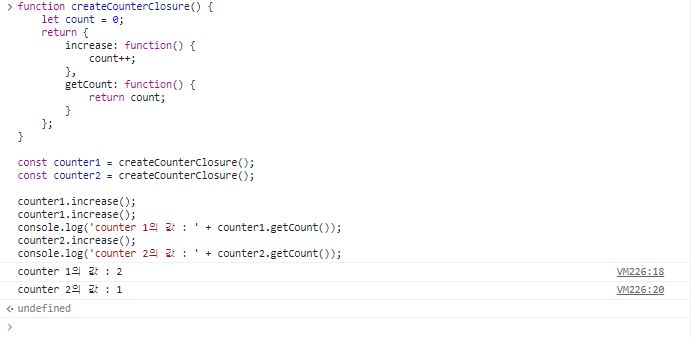 function createCounterClosure() {
    let count = 0;
    return {
        increase: function() {
            count++;
        },
        getCount: function() {
            return count;
        }
    };
}

const counter1 = createCounterClosure();
const counter2 = createCounterClosure();

counter1.increase();
counter1.increase();
console.log('counter 1의 값 : ' + counter1.getCount());
counter2.increase();
console.log('counter 2의 값 : ' + counter2.getCount());
counter 1의 값 : 2 VM226:18
counter 2의 값 : 1 VM226:20
undefined